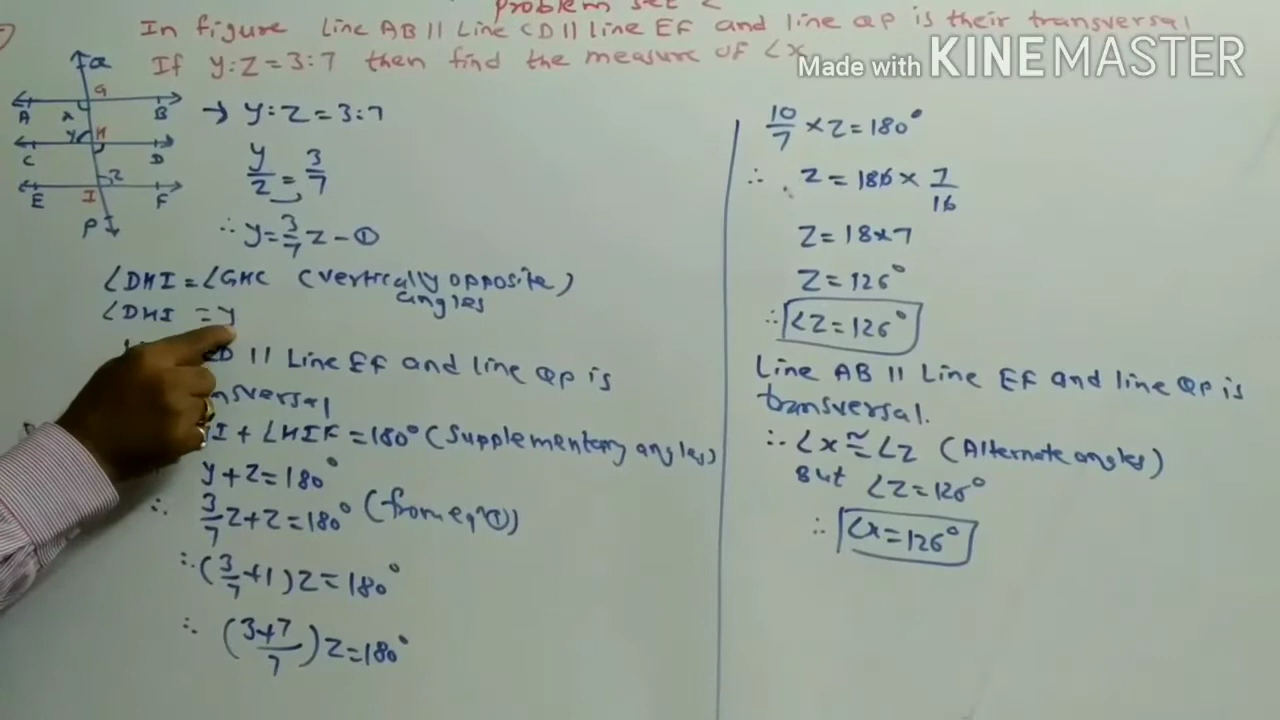 Problem set 2
In figure Line AB || Line CD || line EF and line QP is their transversal
If y:z = 3:7 then find the measure of ∠x
Made with KINEMASTER
Q
G
A x B
y H
C D
z
E I F
P
→ y:z = 3:7
y/z = 3/7
∴ y = 3/7 z - ①
∠DHI = ∠GHC (Vertically opposite angles)
∠DHI = y
|| Line EF and line QP is
∠HIF = 180° (Supplementary angles)
y + z = 180°
∴ 3/7 z + z = 180° (from eqⁿ ①)
∴ (3/7 + 1) z = 180°
∴ (3+7/7) z = 180°
10/7 × z = 180°
∴ z = 180 × 7/10
z = 18×7
z = 126°
∴ ∠z = 126°
Line AB || Line EF and line QP is
transversal.
∴ ∠x ≅ ∠z (Alternate angles)
But ∠z = 126°
∴ ∠x = 126°